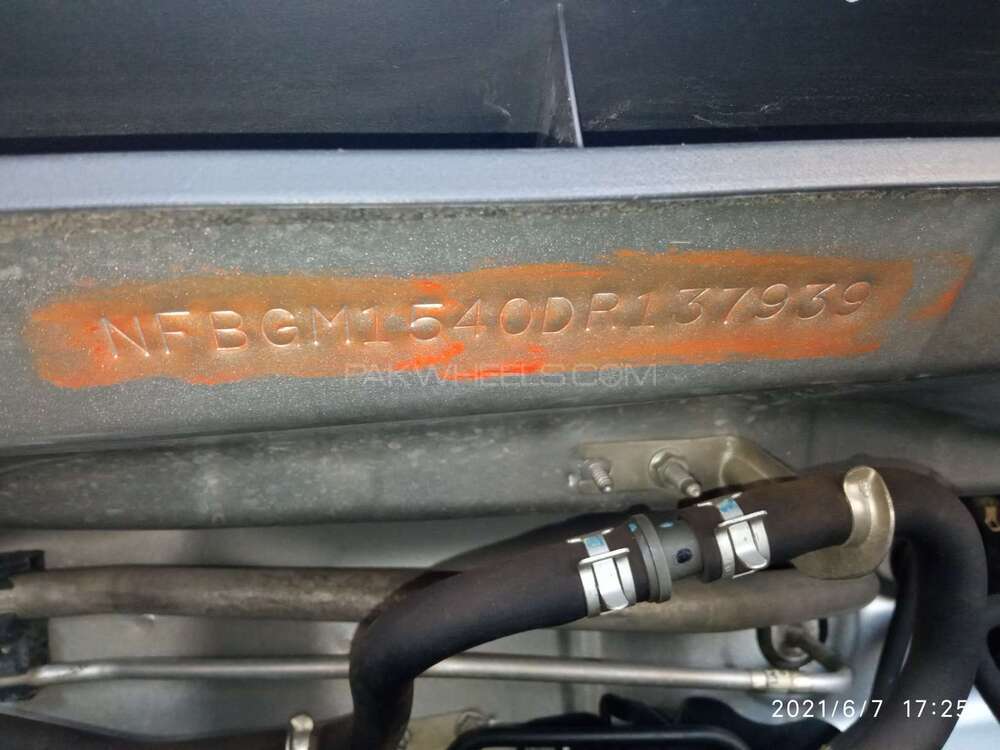 NFBGM1540DR137939
PAKWHEELS.COM
2021/6/7 17:25